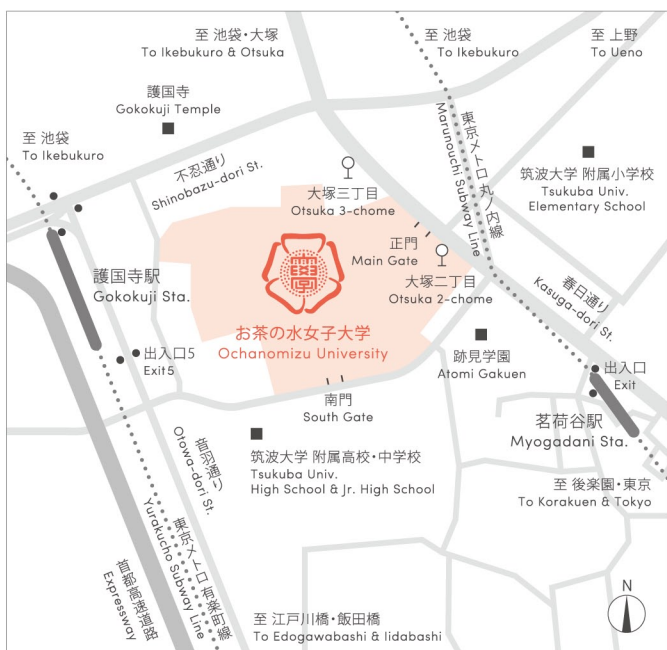 至 池袋・大塚
To Ikebukuro & Otsuka
至 池袋
To Ikebukuro
至 上野
To Ueno
護国寺
Gokokuji Temple
至 池袋
To Ikebukuro
不忍通り
Shinobazu-dori St.
東京メトロ 丸ノ内線
Marunouchi Subway Line
筑波大学 附属小学校
Tsukuba Univ.
Elementary School
大塚三丁目
Otsuka 3-chome
正門
Main Gate
大塚二丁目
Otsuka 2-chome
春日通り
Kasuga-dori St.
護国寺駅
Gokokuji Sta.
お茶の水女子大学
Ochanomizu University
出入口5
Exit5
跡見学園
Atomi Gakuen
出入口
Exit
南門
South Gate
茗荷谷駅
Myogadani Sta.
音羽通り
Otowa-dori St.
筑波大学 附属高校・中学校
Tsukuba Univ.
High School & Jr. High School
至 後楽園・東京
To Korakuen & Tokyo
東京メトロ 有楽町線
Yurakucho Subway Line
首都高速道路
Expressway
至 江戸川橋・飯田橋
To Edogawabashi & Iidabashi
N